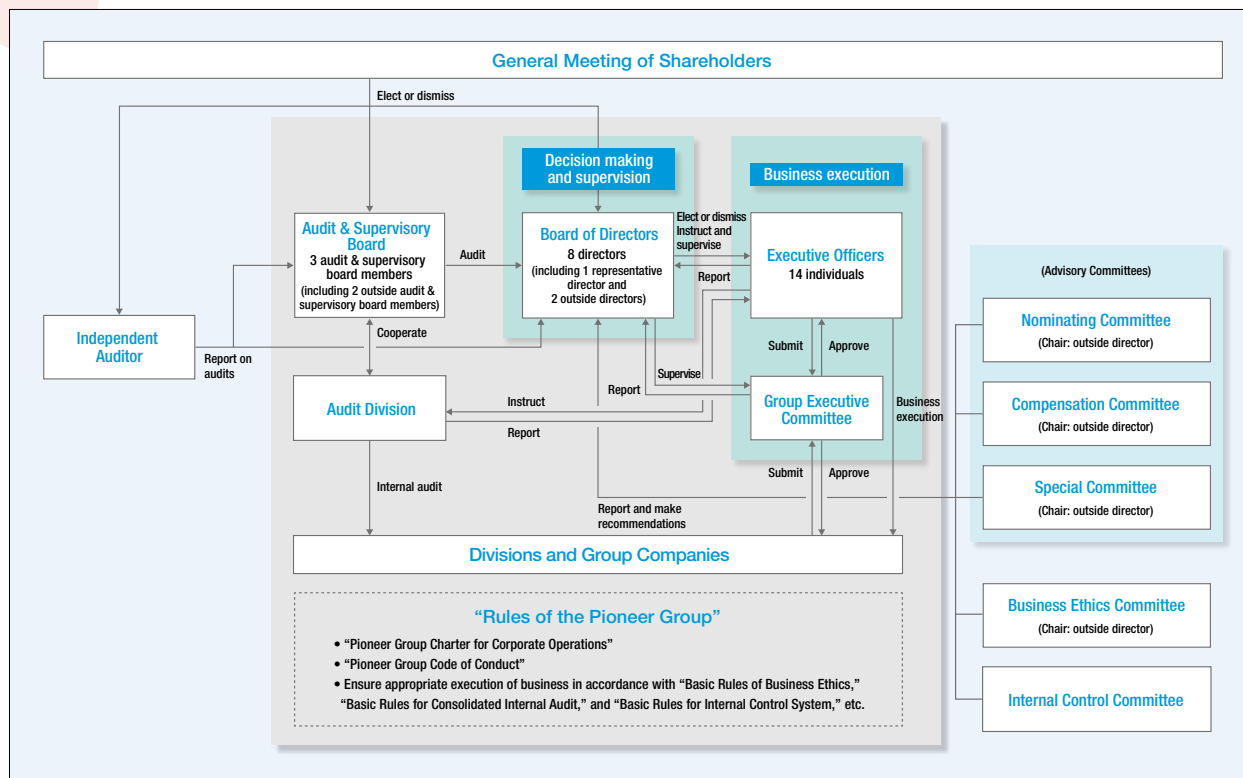 General Meeting of Shareholders
Elect or dismiss
Decision making
and supervision
Business execution
Audit & Supervisory
Board
3 audit & supervisory
board members
(including 2 outside audit &
supervisory board members)
Audit
Board of Directors
8 directors
(including 1 representative
director and
2 outside directors)
Elect or dismiss
Instruct and
supervise
Report
Executive Officers
14 individuals
(Advisory Committees)
Nominating Committee
(Chair: outside director)
Independent
Auditor
Report on
audits
Cooperate
Submit
Approve
Supervise
Report
Audit Division
Instruct
Report
Group Executive
Committee
Business
execution
Compensation Committee
(Chair: outside director)
Internal audit
Submit
Approve
Special Committee
(Chair: outside director)
Report and make
recommendations
Divisions and Group Companies
“Rules of the Pioneer Group”
• “Pioneer Group Charter for Corporate Operations”
• “Pioneer Group Code of Conduct”
• Ensure appropriate execution of business in accordance with “Basic Rules of Business Ethics,”
“Basic Rules for Consolidated Internal Audit,” and “Basic Rules for Internal Control System,” etc.
Business Ethics Committee
(Chair: outside director)
Internal Control Committee